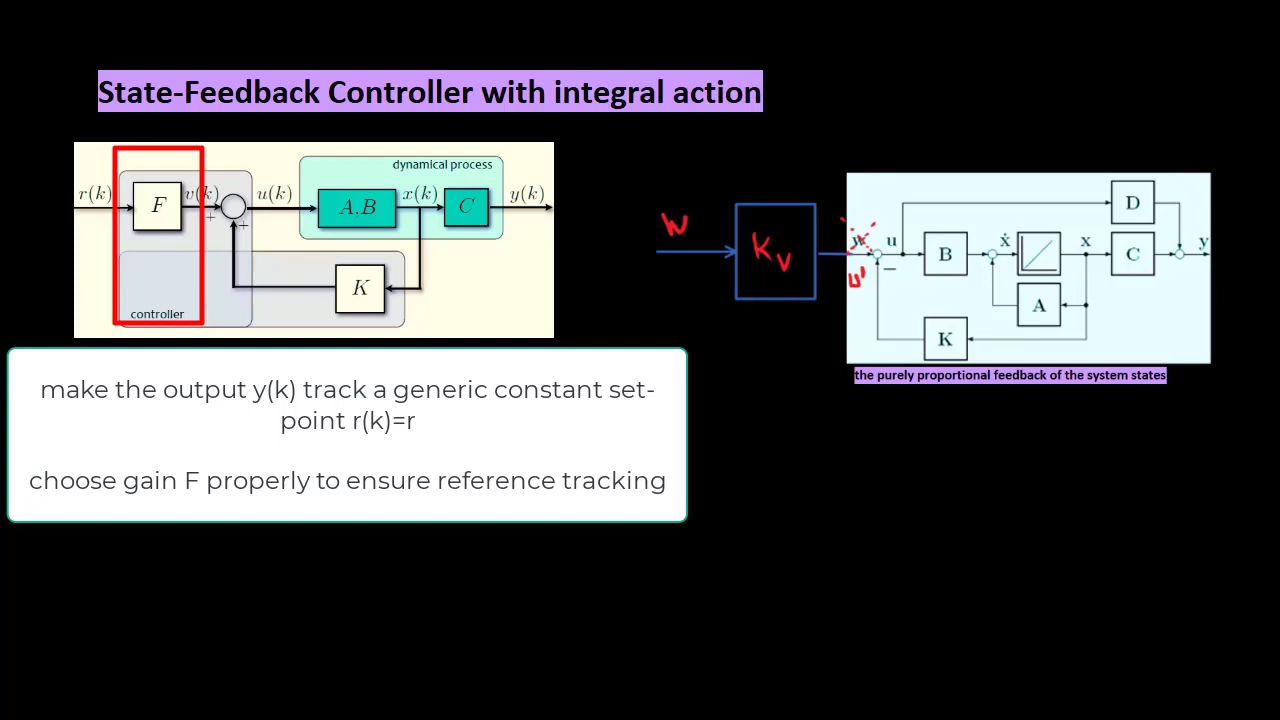 State-Feedback Controller with integral action
dynamical process
r(k) F v(k) u(k) A,B x(k) C y(k)
+
+
K
controller
make the output y(k) track a generic constant set-
point r(k)=r
choose gain F properly to ensure reference tracking
w
Kv
D
w u B ẋ x C y
−
w'
A
K
the purely proportional feedback of the system states